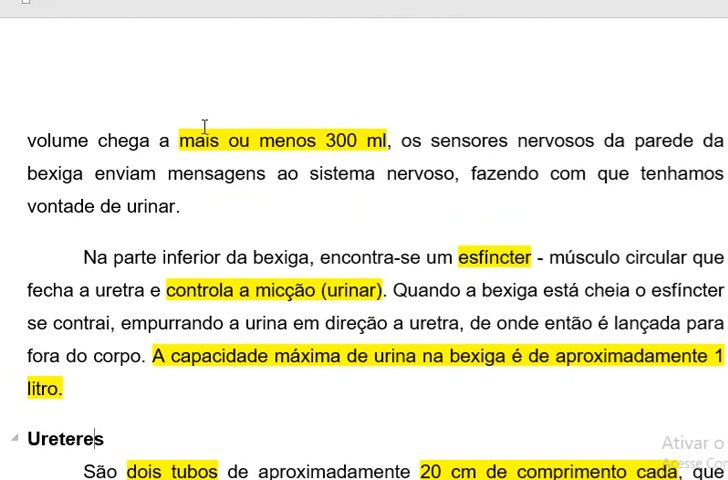 volume chega a mais ou menos 300 ml, os sensores nervosos da parede da
bexiga enviam mensagens ao sistema nervoso, fazendo com que tenhamos
vontade de urinar.
Na parte inferior da bexiga, encontra-se um esfíncter - músculo circular que
fecha a uretra e controla a micção (urinar). Quando a bexiga está cheia o esfíncter
se contrai, empurrando a urina em direção a uretra, de onde então é lançada para
fora do corpo. A capacidade máxima de urina na bexiga é de aproximadamente 1
litro.
Ureteres
Ativar o
Acesse Con
São dois tubos de aproximadamente 20 cm de comprimento cada, que